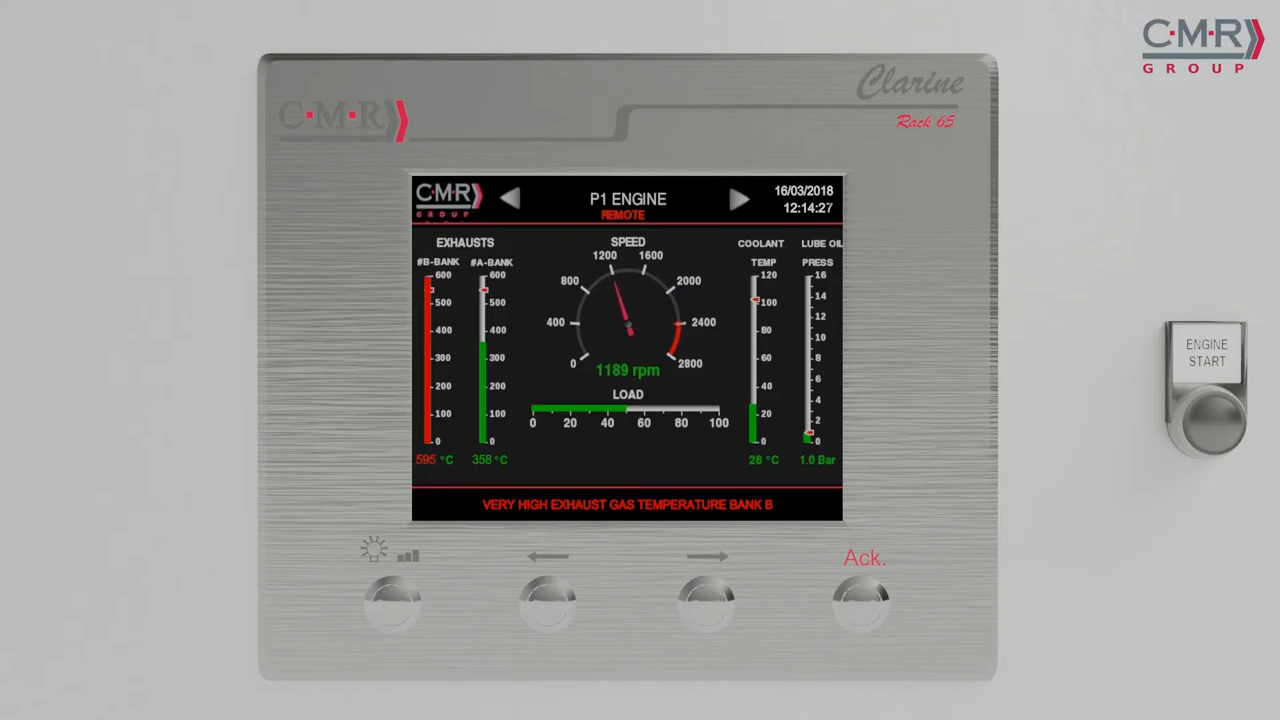 C·M·R
GROUP
Clarine
Rack 65
C·M·R
C·M·R
GROUP
P1 ENGINE
REMOTE
16/03/2018
12:14:27
EXHAUSTS
#B-BANK #A-BANK
600
500
400
300
200
100
0
595 °C
600
500
400
300
200
100
0
358 °C
SPEED
0
400
800
1200
1600
2000
2400
2800
1189 rpm
LOAD
0 20 40 60 80 100
COOLANT
TEMP
120
100
80
60
40
20
0
28 °C
LUBE OIL
PRESS
16
14
12
10
8
6
4
2
0
1.0 Bar
VERY HIGH EXHAUST GAS TEMPERATURE BANK B
Ack.
ENGINE
START